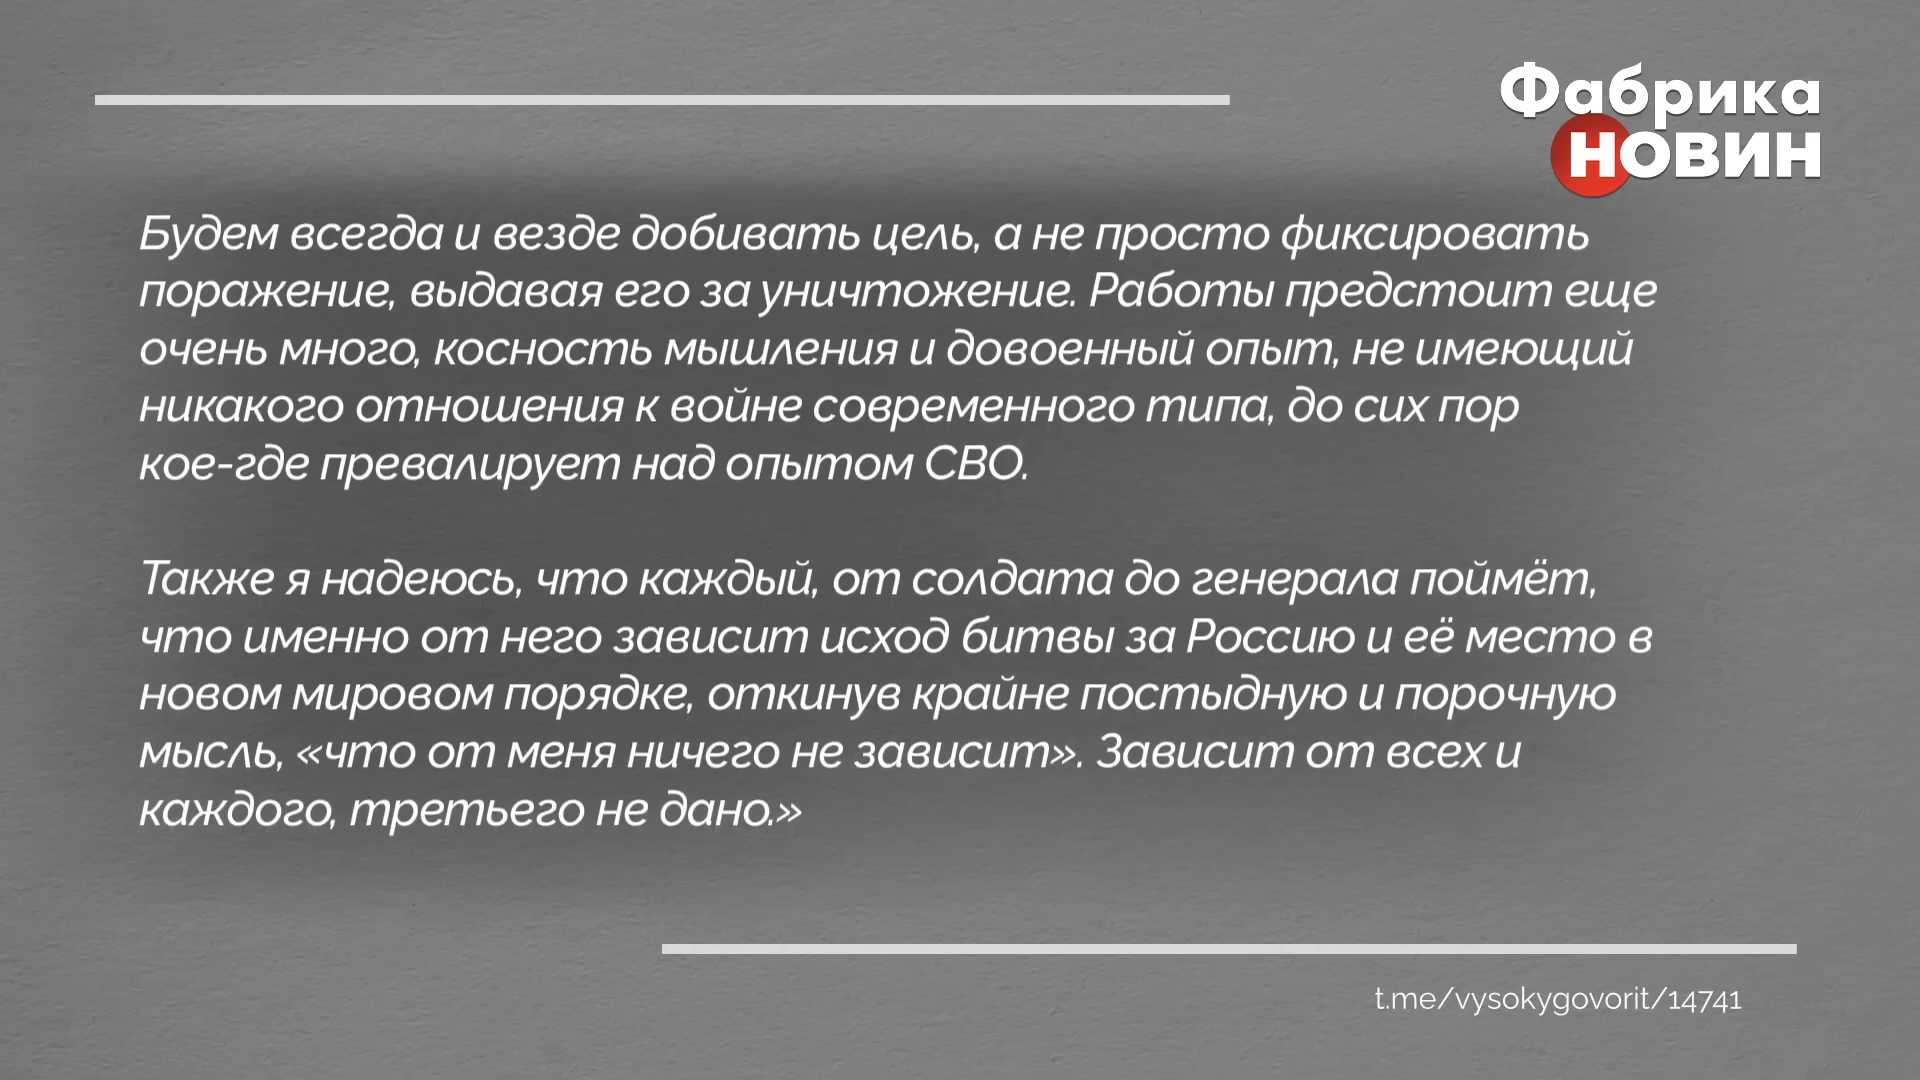 Фабрика
новин
Будем всегда и везде добивать цель, а не просто фиксировать
поражение, выдавая его за уничтожение. Работы предстоит еще
очень много, косность мышления и довоенный опыт, не имеющий
никакого отношения к войне современного типа, до сих пор
кое-где превалирует над опытом СВО.
Также я надеюсь, что каждый, от солдата до генерала поймёт,
что именно от него зависит исход битвы за Россию и её место в
новом мировом порядке, откинув крайне постыдную и порочную
мысль, «что от меня ничего не зависит». Зависит от всех и
каждого, третьего не дано.»
t.me/vysokygovorit/14741